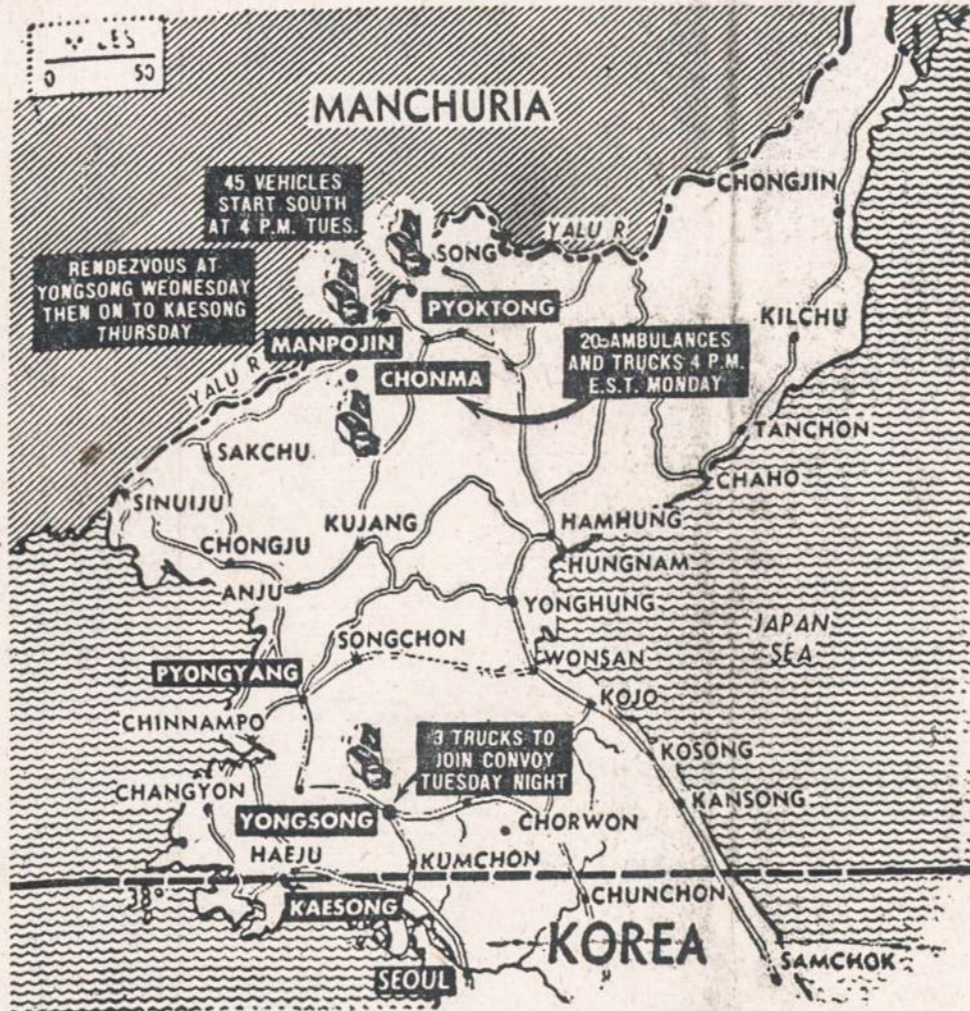 MILES
0 50
MANCHURIA
45 VEHICLES
START SOUTH
AT 4 P.M. TUES.
RENDEZVOUS AT
YONGSONG WEDNESDAY
THEN ON TO KAESONG
THURSDAY
SONG
YALU R.
CHONGJIN
PYOKTONG
MANPOJIN
CHONMA
20 AMBULANCES
AND TRUCKS 4 P.M.
E.S.T. MONDAY
KILCHU
YALU R.
SAKCHU
TANCHON
CHAHO
SINUIJU
KUJANG
HAMHUNG
CHONGJU
HUNGNAM
ANJU
YONGHUNG
JAPAN
SEA
SONGCHON
WONSAN
PYONGYANG
KOJO
CHINNAMPO
3 TRUCKS TO
JOIN CONVOY
TUESDAY NIGHT
KOSONG
CHANGYON
KANSONG
YONGSONG
CHORWON
HAEJU
KUMCHON
38°
CHUNCHON
KAESONG
KOREA
SAMCHOK
SEOUL